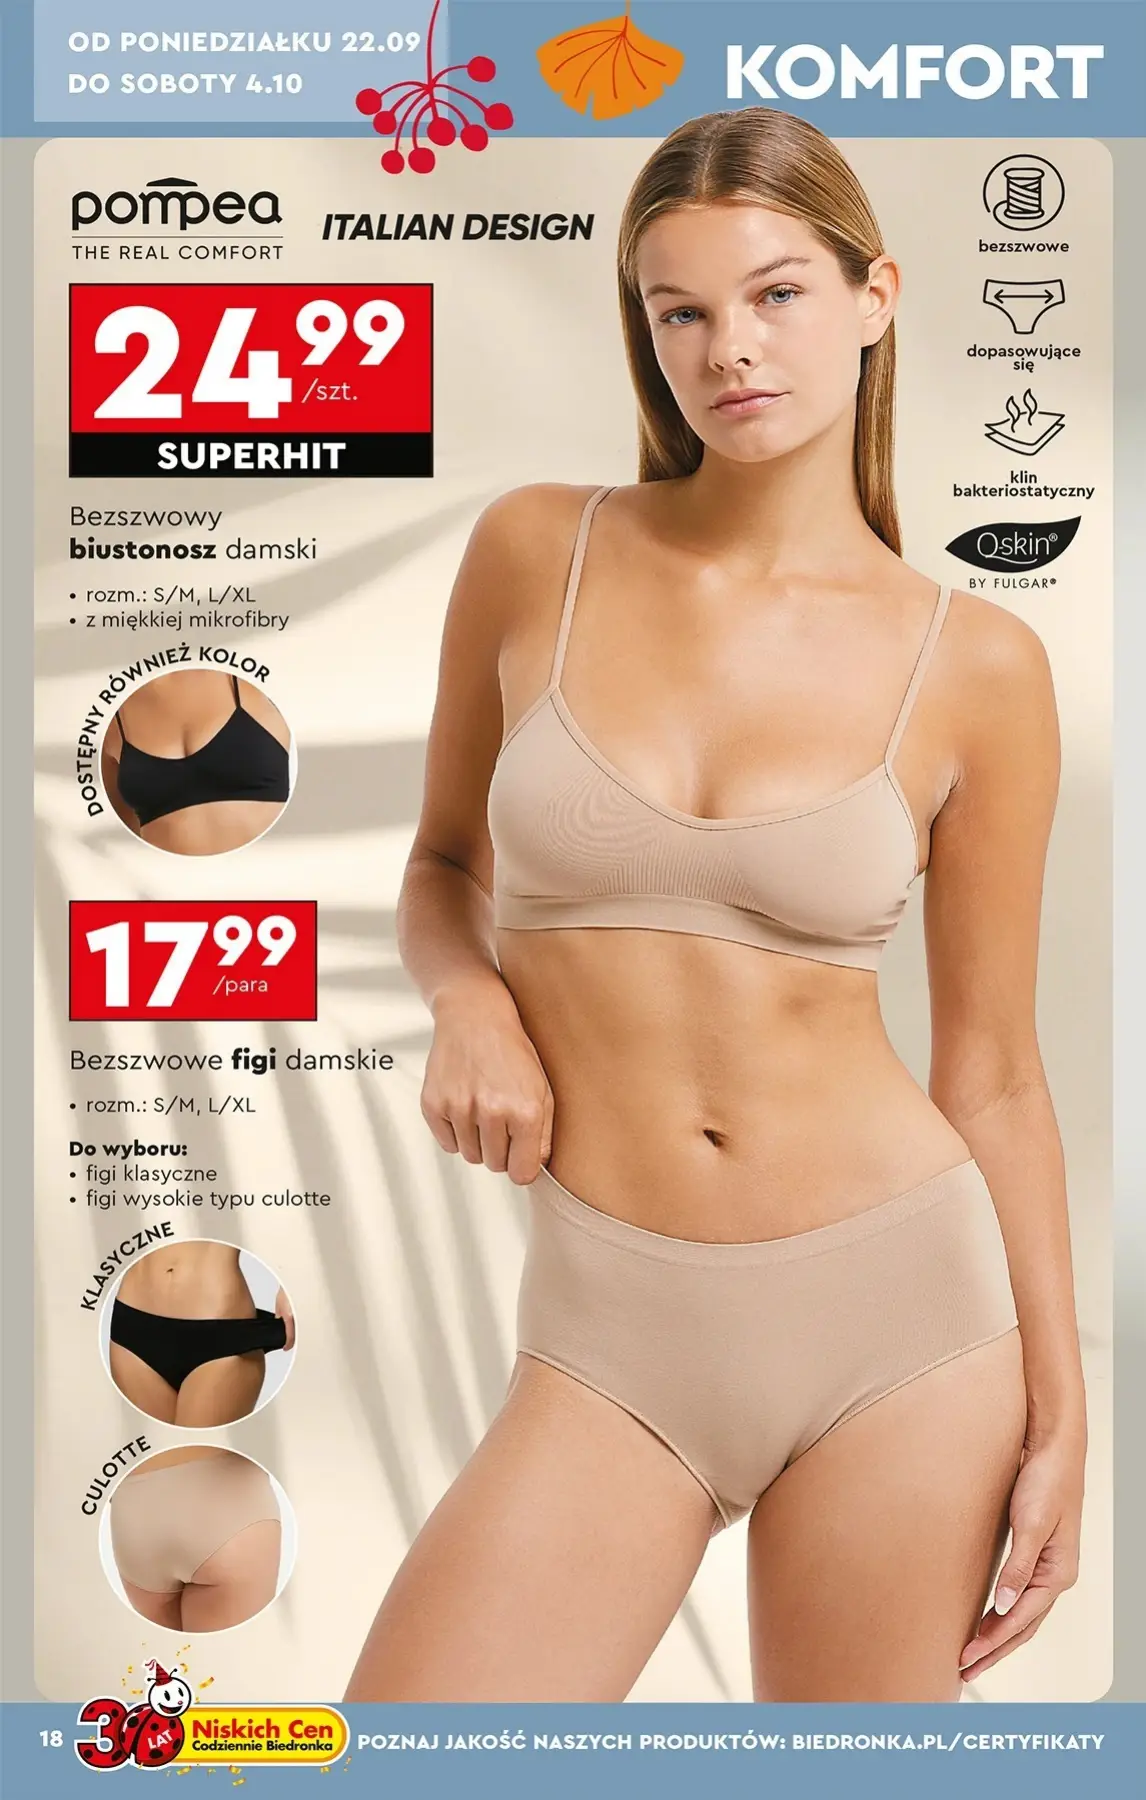 OD PONIEDZIAŁKU 22.09
DO SOBOTY 4.10
KOMFORT
pompea
THE REAL COMFORT
ITALIAN DESIGN
bezszwowe
dopasowujące
się
klin
bakteriostatyczny
Q-skin®
BY FULGAR®
24 99
/szt.
SUPERHIT
Bezszwowy
biustonosz damski
• rozm.: S/M, L/XL
• z miękkiej mikrofibry
DOSTĘPNY RÓWNIEŻ KOLOR
17 99
/para
Bezszwowe figi damskie
• rozm.: S/M, L/XL
Do wyboru:
• figi klasyczne
• figi wysokie typu culotte
KLASYCZNE
CULOTTE
18
30 LAT
Niskich Cen
Codziennie Biedronka
POZNAJ JAKOŚĆ NASZYCH PRODUKTÓW: BIEDRONKA.PL/CERTYFIKATY